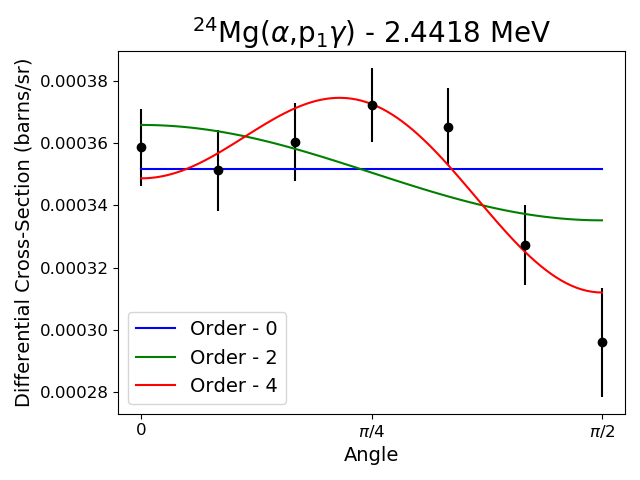 ²⁴Mg(α,p₁γ) - 2.4418 MeV
Differential Cross-Section (barns/sr)
0.00038
0.00036
0.00034
0.00032
0.00030
0.00028
Order - 0
Order - 2
Order - 4
0
π/4
π/2
Angle